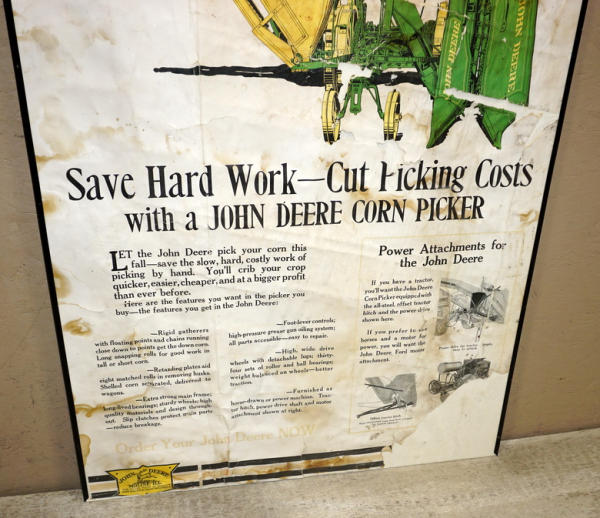 JOHN DEERE
JOHN DEERE
Save Hard Work—Cut Picking Costs
with a JOHN DEERE CORN PICKER
LET the John Deere pick your corn this
fall—save the slow, hard, costly work of
picking by hand. You'll crib your crop
quicker, easier, cheaper, and at a bigger profit
than ever before.
Here are the features you want in the picker you
buy—the features you get in the John Deere:
—Rigid gatherers
with floating points and chains running
close down to points get the down corn.
Long snapping rolls for good work in
tall or short corn.
—Retarding plates aid
eight matched rolls in removing husks.
Shelled corn separated, delivered to
wagons.
—Extra strong main frame;
long-lived bearings; sturdy wheels; high
quality materials and design through-
out. Slip clutches protect main parts
—reduce breakage.
—Foot-lever controls;
high-pressure grease gun oiling system;
all parts accessible—easy to repair.
—High, wide drive
wheels with detachable lugs; thirty-
four sets of roller and ball bearings;
weight balanced on wheels—better
traction.
—Furnished as
horse-drawn or power machine. Trac-
tor hitch, power drive shaft and motor
attachment shown at right.
Power Attachments for
the John Deere
If you have a tractor,
you'll want the John Deere
Corn Picker equipped with
the all-steel, offset tractor
hitch and the power drive
shown here.
If you prefer to use
horses and a motor for
power, you will want the
John Deere Ford motor
attachment.
Order Your John Deere NOW
JOHN DEERE
MOLINE, ILL.